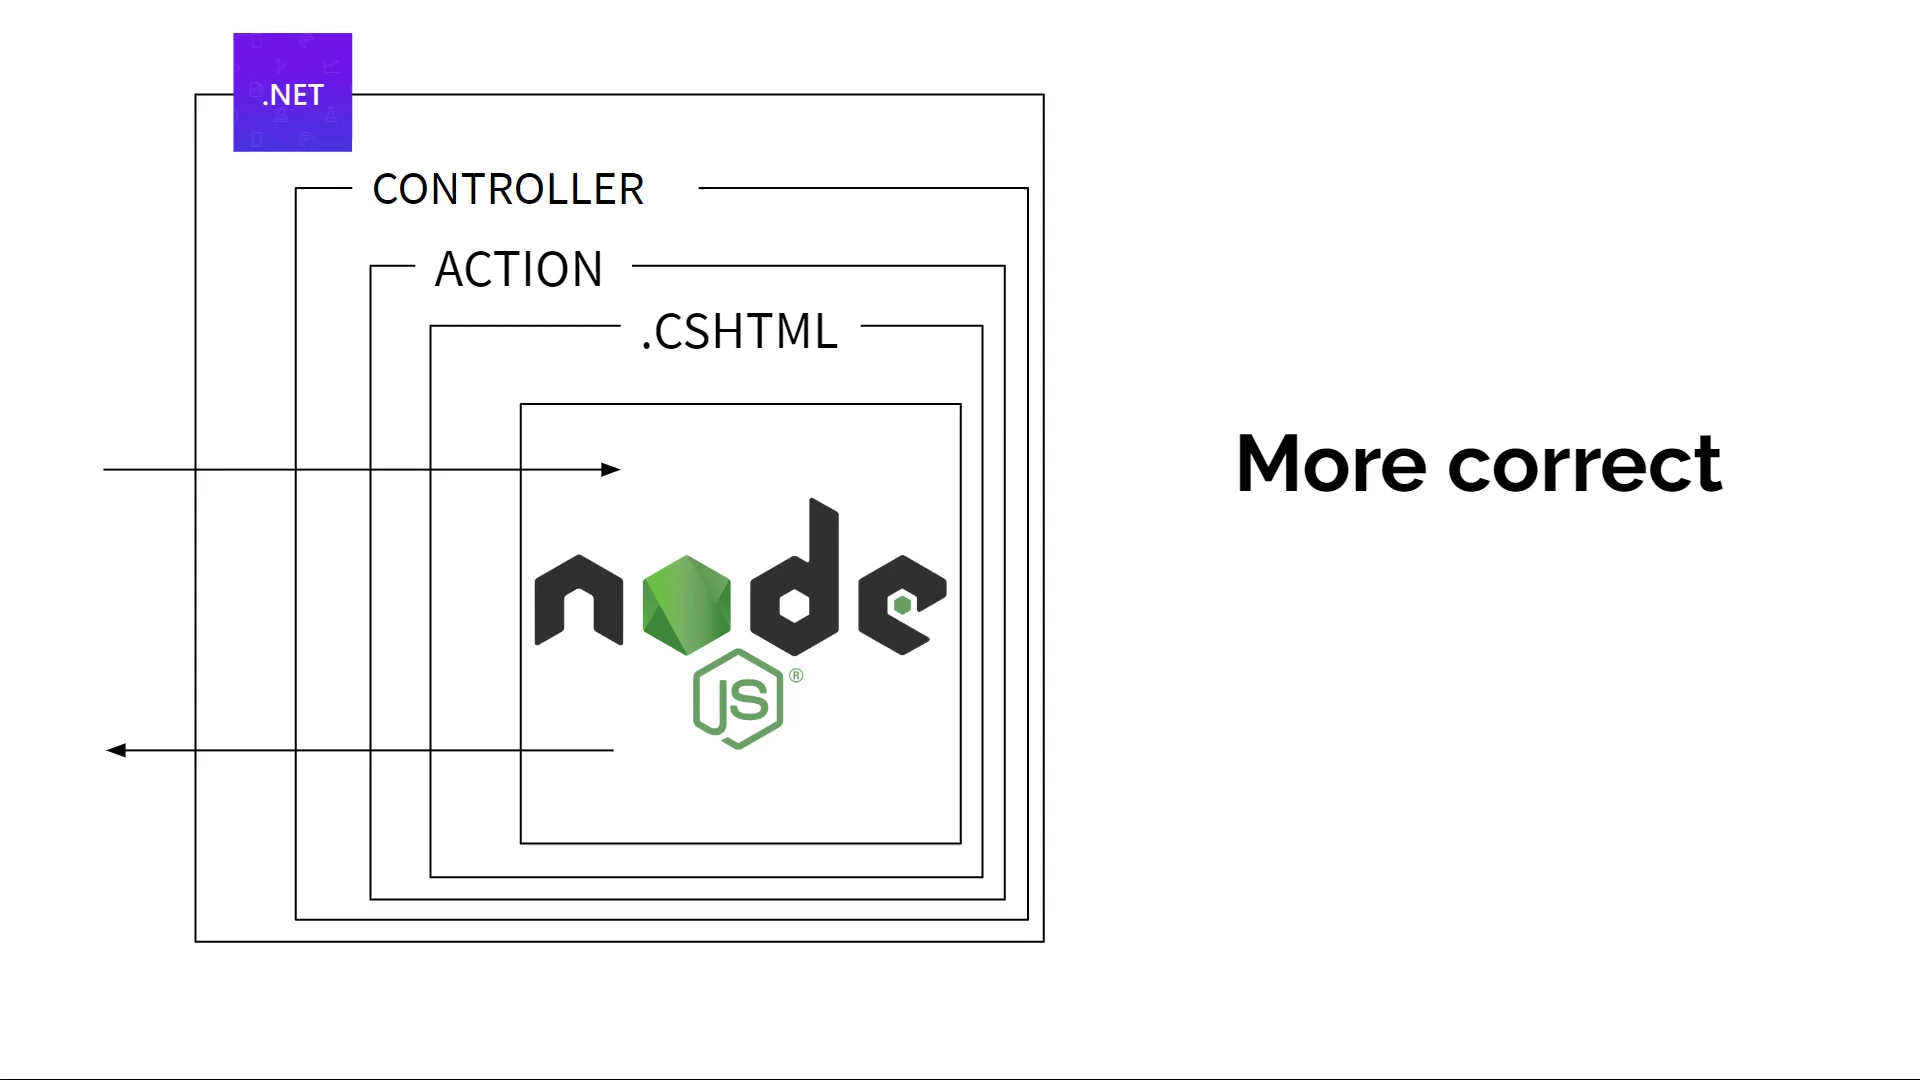 .NET
CONTROLLER
ACTION
.CSHTML
More correct
node
JS®